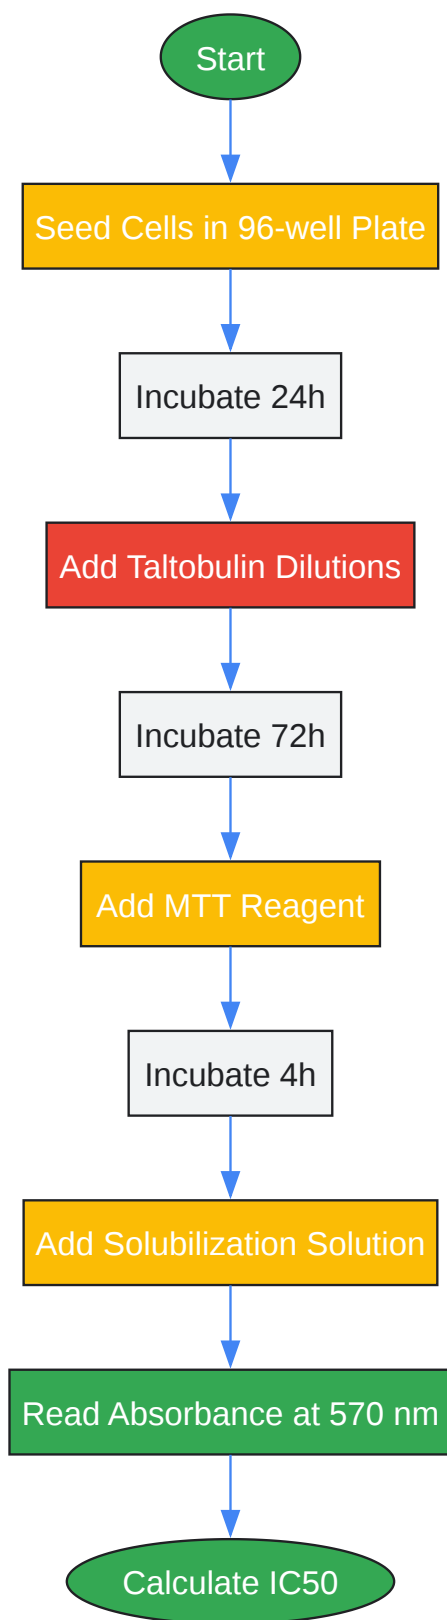 Start
Seed Cells in 96-well Plate
Incubate 24h
Add Taltobulin Dilutions
Incubate 72h
Add MTT Reagent
Incubate 4h
Add Solubilization Solution
Read Absorbance at 570 nm
Calculate IC50